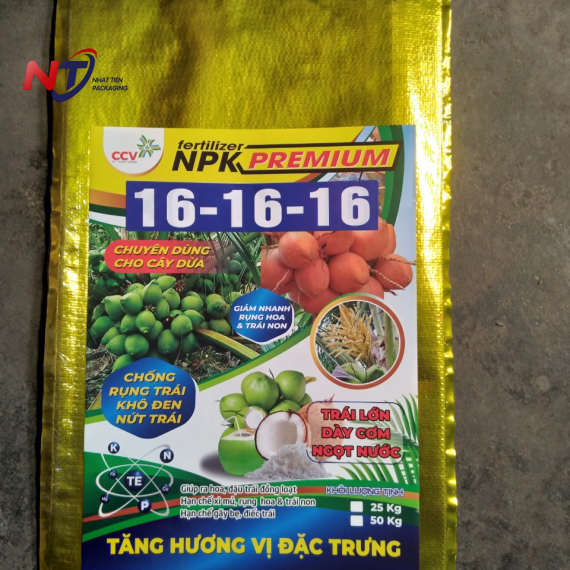 NT
NHAT TIEN
PACKAGING
CCV
fertilizer
NPK PREMIUM
16-16-16
CHUYÊN DÙNG
CHO CÂY DỪA
GIẢM NHANH
RỤNG HOA
& TRÁI NON
CHỐNG
RỤNG TRÁI
KHÔ ĐEN
NỨT TRÁI
TRÁI LỚN
DÀY CƠM
NGỌT NƯỚC
K
N
TE
P
Giúp ra hoa, đậu trái đồng loạt
Hạn chế xì mủ, rụng hoa & trái non
Hạn chế gãy bẹ, điếc trái
KHỐI LƯỢNG TỊNH
25 Kg
50 Kg
TĂNG HƯƠNG VỊ ĐẶC TRƯNG